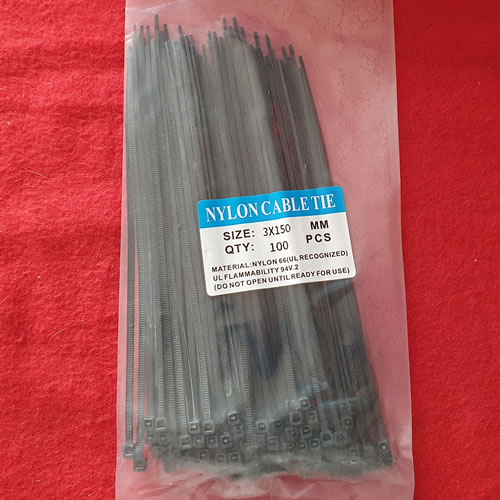 NYLON CABLE TIE
SIZE: 3X150 MM
QTY: 100 PCS
MATERIAL:NYLON 66(UL RECOGNIZED)
UL FLAMMABILITY 94V.2
(DO NOT OPEN UNTIL READY FOR USE)